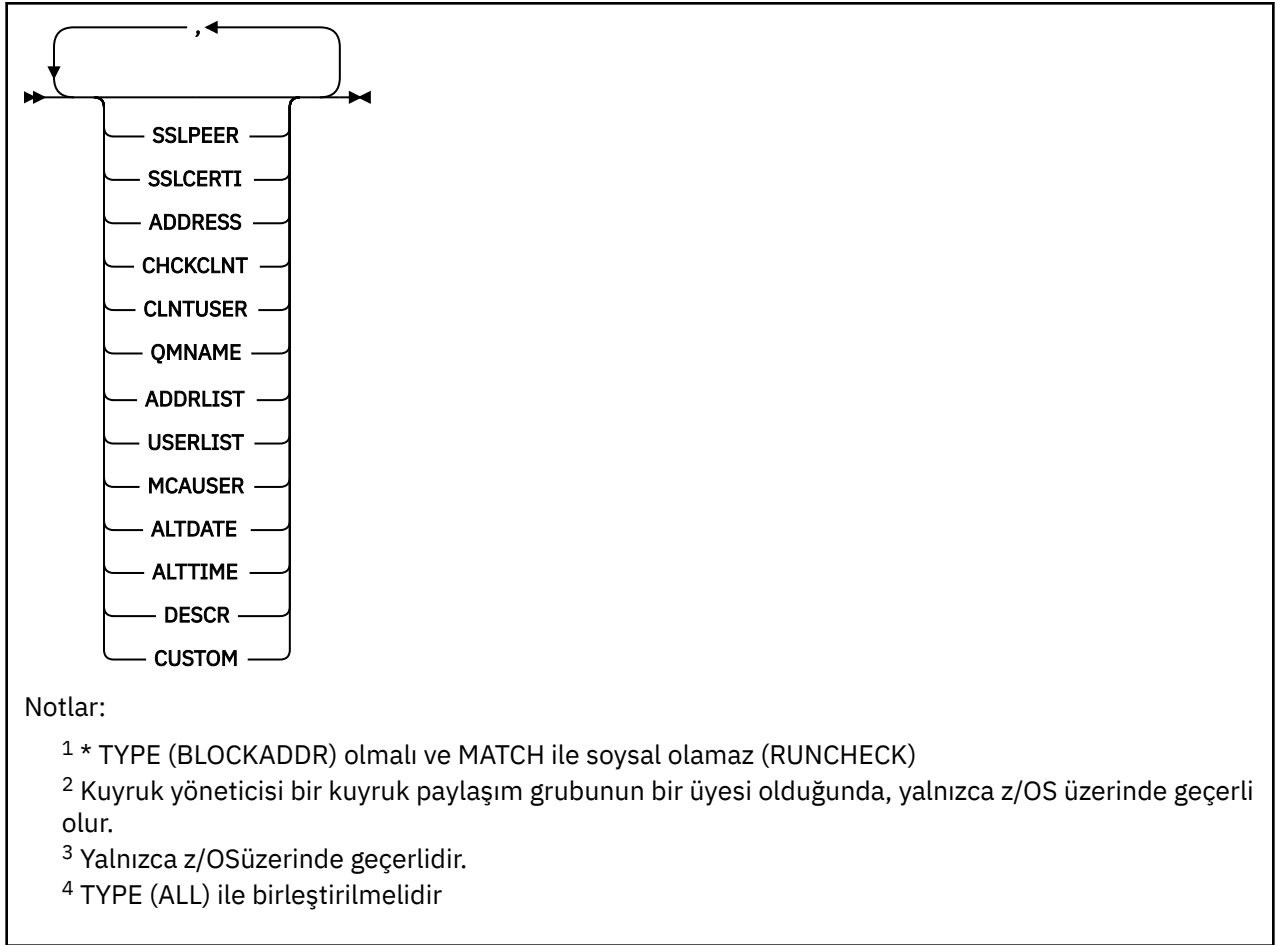 ,
SSLPEER
SSLCERTI
ADDRESS
CHCKCLNT
CLNTUSER
QMNAME
ADDRLIST
USERLIST
MCAUSER
ALTDATE
ALTTIME
DESCR
CUSTOM
Notlar:
1 * TYPE (BLOCKADDR) olmalı ve MATCH ile soysal olamaz (RUNCHECK)
2 Kuyruk yöneticisi bir kuyruk paylaşım grubunun bir üyesi olduğunda, yalnızca z/OS üzerinde geçerli
olur.
3 Yalnızca z/OSüzerinde geçerlidir.
4 TYPE (ALL) ile birleştirilmelidir